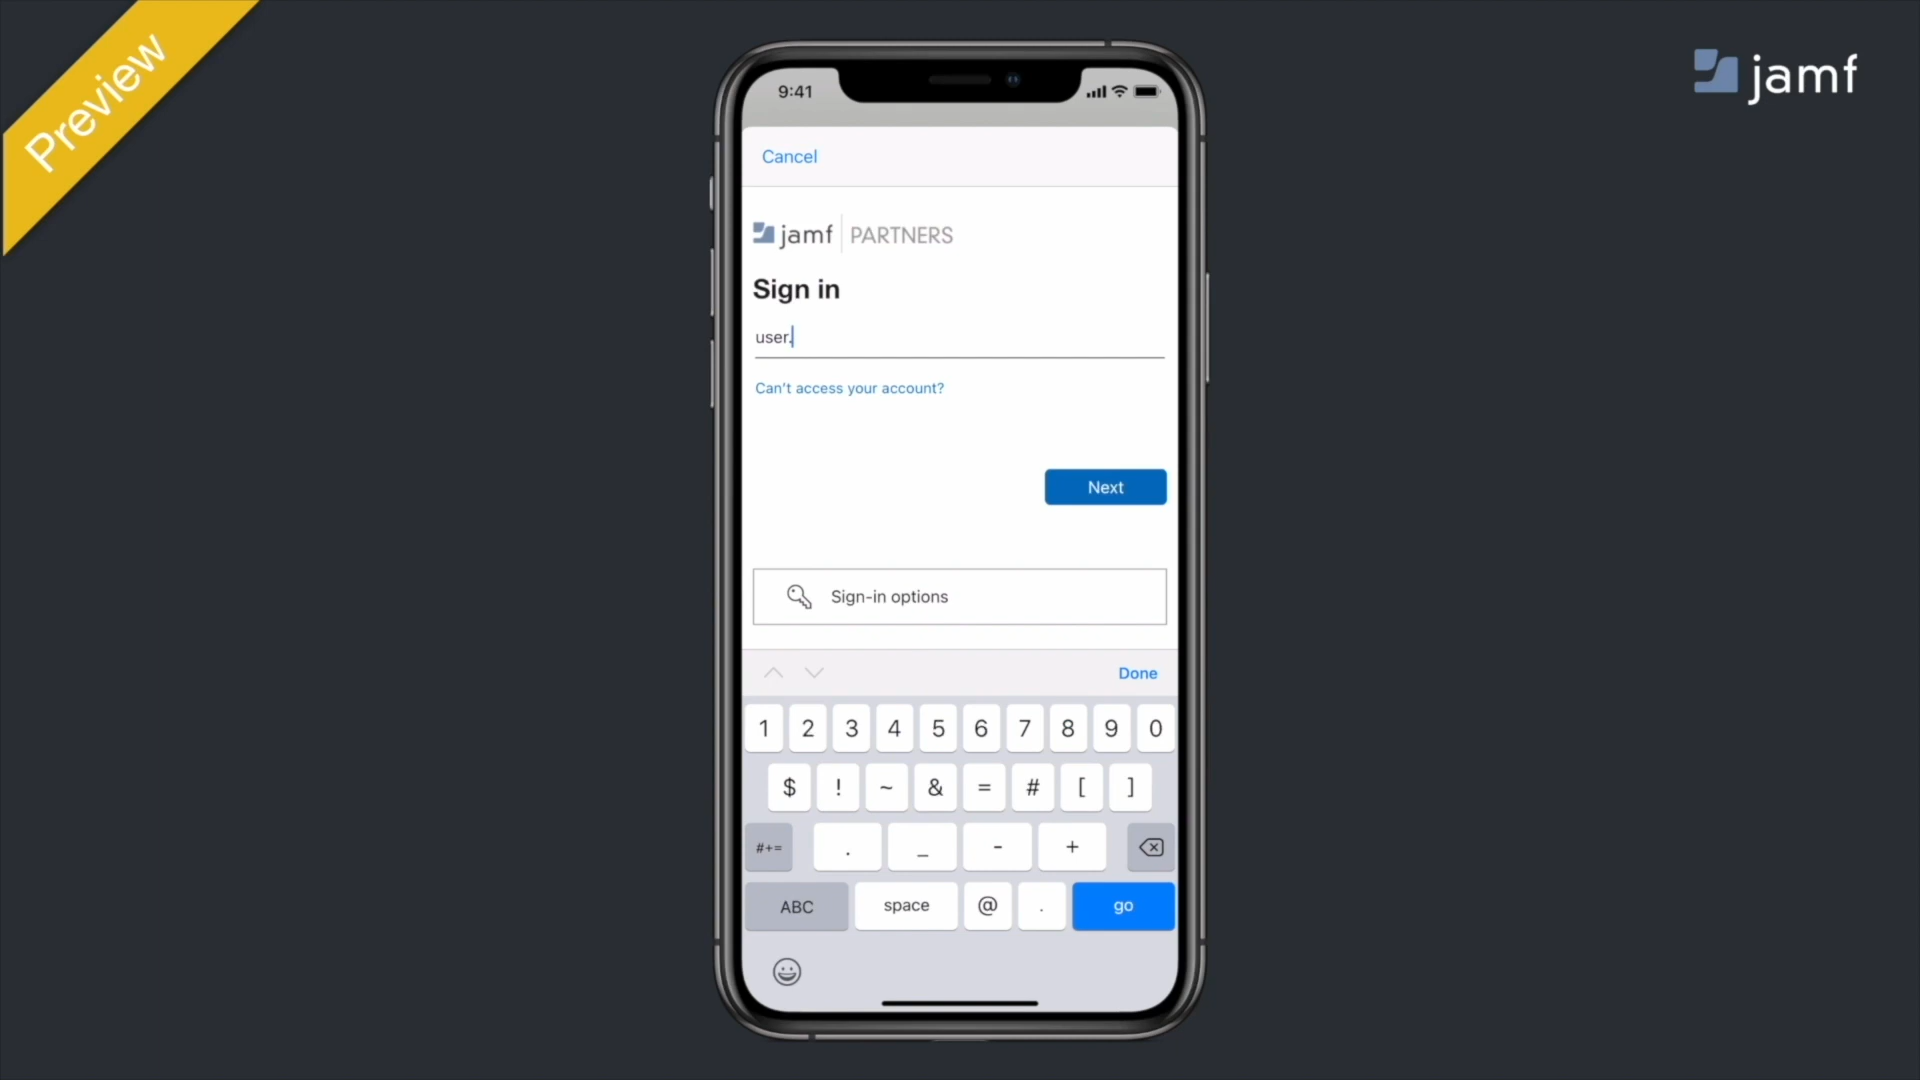 Preview
jamf
9:41
Cancel
jamf PARTNERS
Sign in
user.
Can't access your account?
Next
Sign-in options
Done
1 2 3 4 5 6 7 8 9 0
$ ! ~ & = # [ ]
#+= . _ - +
ABC space @ . go